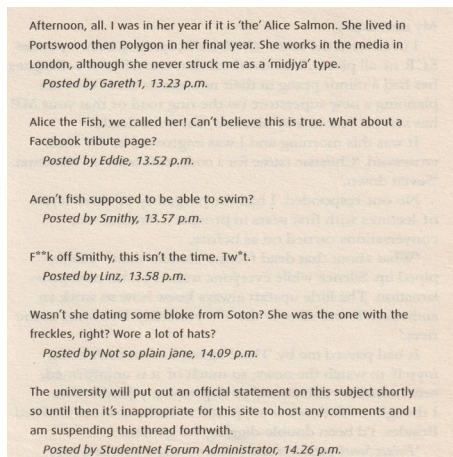 Afternoon, all. I was in her year if it is ‘the’ Alice Salmon. She lived in
Portswood then Polygon in her final year. She works in the media in
London, although she never struck me as a ‘midjya’ type.
Posted by Gareth1, 13.23 p.m.
Alice the Fish, we called her! Can’t believe this is true. What about a
Facebook tribute page?
Posted by Eddie, 13.52 p.m.
Aren’t fish supposed to be able to swim?
Posted by Smithy, 13.57 p.m.
F**k off Smithy, this isn’t the time. Tw*t.
Posted by Linz, 13.58 p.m.
Wasn’t she dating some bloke from Soton? She was the one with the
freckles, right? Wore a lot of hats?
Posted by Not so plain jane, 14.09 p.m.
The university will put out an official statement on this subject shortly
so until then it’s inappropriate for this site to host any comments and I
am suspending this thread forthwith.
Posted by StudentNet Forum Administrator, 14.26 p.m.